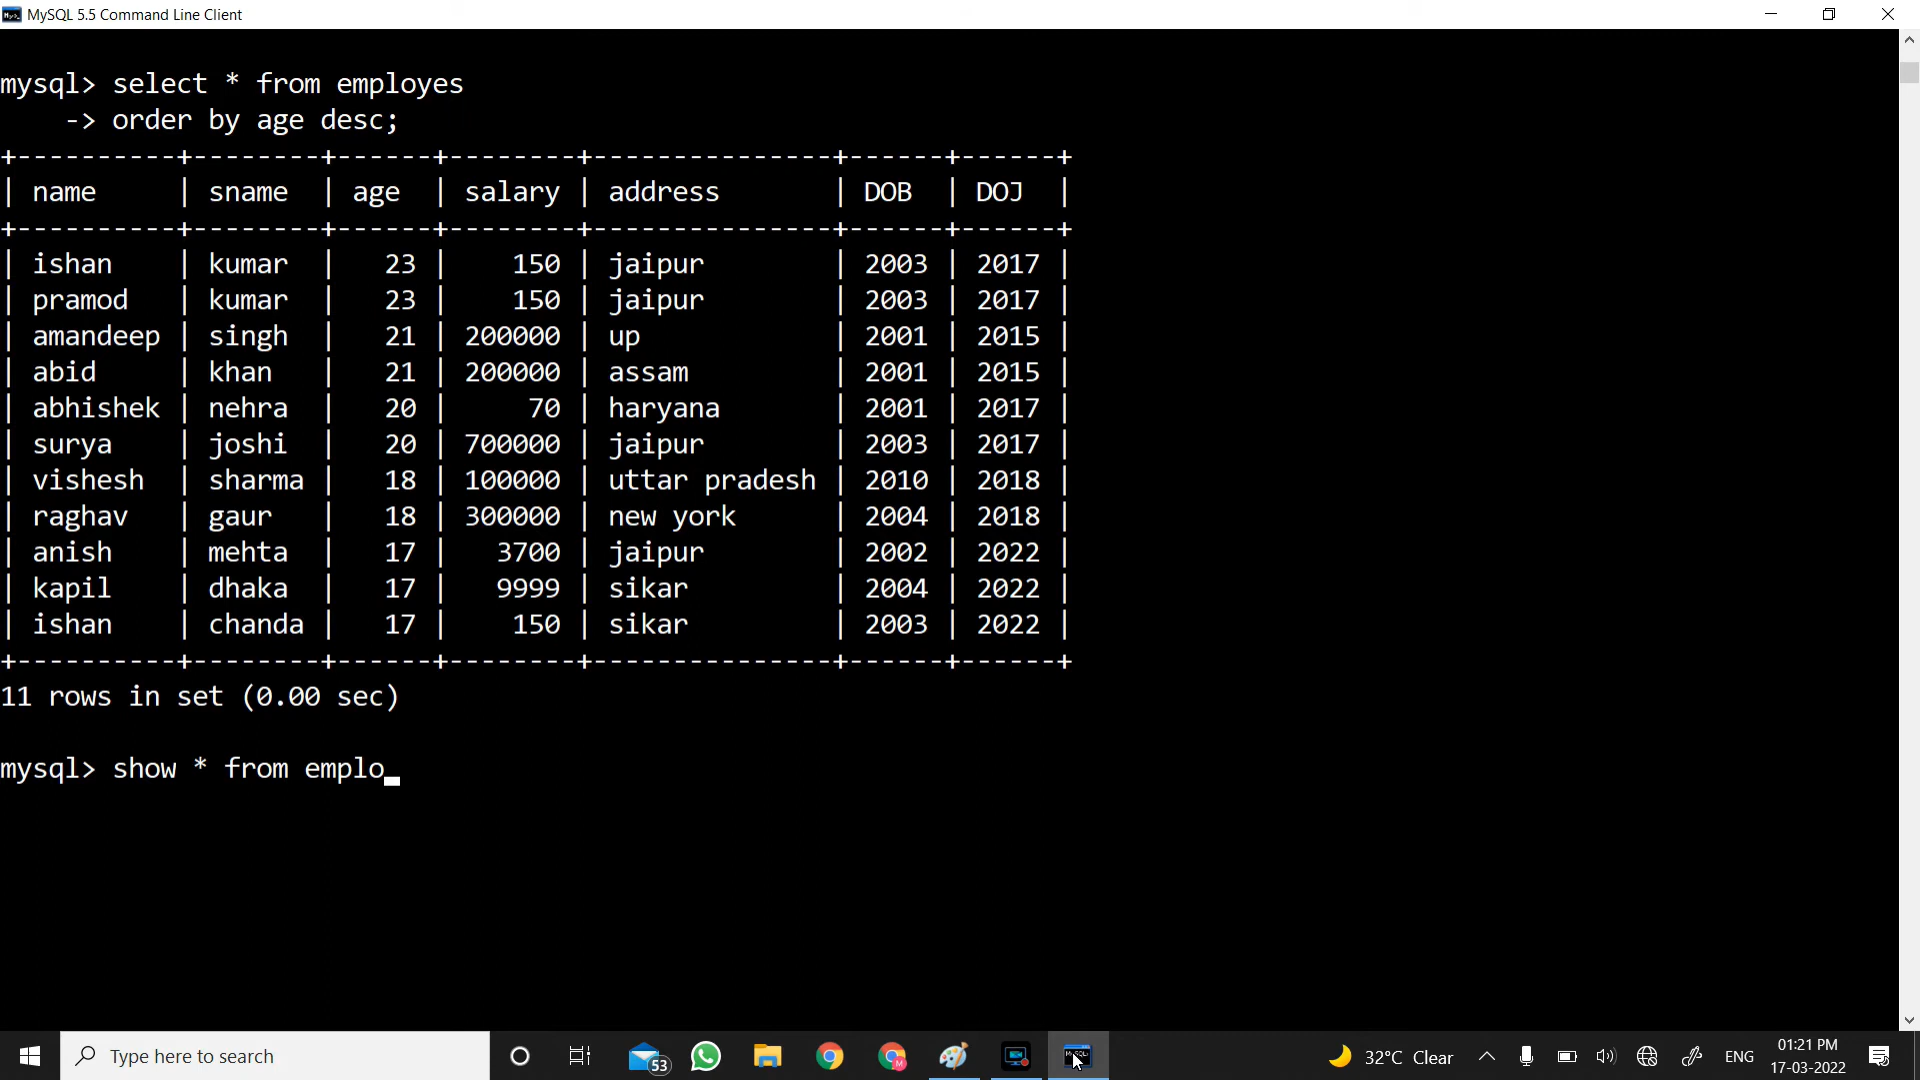 MySQL 5.5 Command Line Client
mysql> select * from employes
    -> order by age desc;
+----------+--------+------+--------+---------------+------+------+
| name     | sname  | age  | salary | address       | DOB  | DOJ  |
+----------+--------+------+--------+---------------+------+------+
| ishan    | kumar  |   23 |    150 | jaipur        | 2003 | 2017 |
| pramod   | kumar  |   23 |    150 | jaipur        | 2003 | 2017 |
| amandeep | singh  |   21 | 200000 | up            | 2001 | 2015 |
| abid     | khan   |   21 | 200000 | assam         | 2001 | 2015 |
| abhishek | nehra  |   20 |     70 | haryana       | 2001 | 2017 |
| surya    | joshi  |   20 | 700000 | jaipur        | 2003 | 2017 |
| vishesh  | sharma |   18 | 100000 | uttar pradesh | 2010 | 2018 |
| raghav   | gaur   |   18 | 300000 | new york      | 2004 | 2018 |
| anish    | mehta  |   17 |   3700 | jaipur        | 2002 | 2022 |
| kapil    | dhaka  |   17 |   9999 | sikar         | 2004 | 2022 |
| ishan    | chanda |   17 |    150 | sikar         | 2003 | 2022 |
+----------+--------+------+--------+---------------+------+------+
11 rows in set (0.00 sec)
mysql> show * from emplo
Type here to search
53
M
32°C Clear
ENG
01:21 PM
17-03-2022